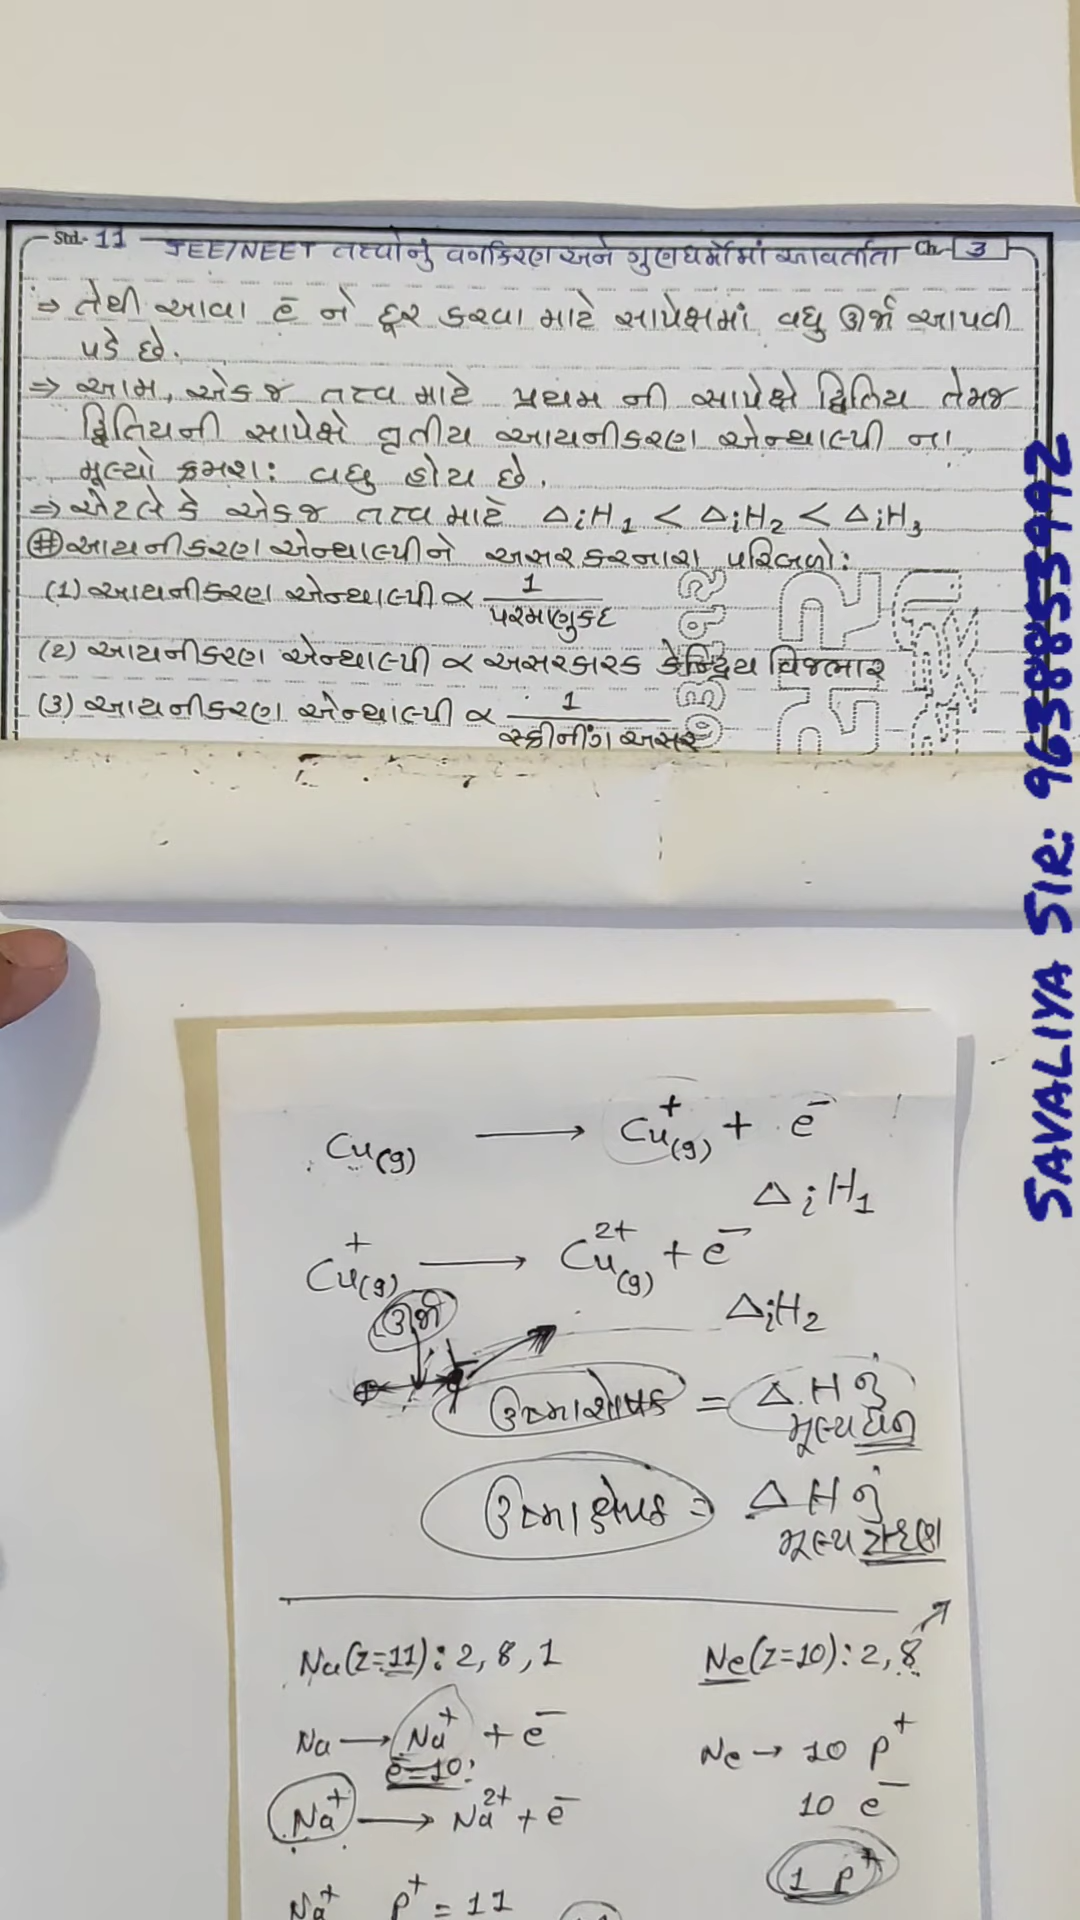 Std.- 11 JEE/NEET તત્ત્વોનું વર્ગીકરણ અને ગુણધર્મોમાં આવર્તતા Ch. 3
⇒ તેથી આવા ē ને દૂર કરવા માટે સાપેક્ષમાં વધુ ઊર્જા આપવી
પડે છે.
⇒ આમ, એકજ તત્વ માટે પ્રથમ ની સાપેક્ષે દ્વિતિય તેમજ
દ્વિતિયની સાપેક્ષે તૃતીય આયનીકરણ એન્થાલ્પી ના
મૂલ્યો ક્રમશ: વધુ હોય છે.
⇒ એટલે કે એકજ તત્વ માટે ΔiH1 < ΔiH2 < ΔiH3
# આયનીકરણ એન્થાલ્પીને અસરકરનારા પરિબળો:
(1) આયનીકરણ એન્થાલ્પી ∝ 1
પરમાણુકદ
(2) આયનીકરણ એન્થાલ્પી ∝ અસરકારક કેન્દ્રિય વિજભાર
(3) આયનીકરણ એન્થાલ્પી ∝ 1
સ્ક્રીનીંગ અસર
SAVALIYA SIR: 9638853992
Cu(g) → Cu+(g) + e−
ΔiH1
Cu+(g) → Cu2+(g) + e−
ΔiH2
ઊર્જા
ઉષ્માશોષક = Δ.H નું
મૂલ્ય ધન
ઉષ્માક્ષેપક = ΔH નું
મૂલ્ય ઋણ
Na(z=11): 2, 8, 1
Ne(z=10): 2, 8
Na → Na+ + e−
e−=10:
Ne → 10 p+
Na+ → Na2+ + e−
10 e−
1 p+
Na+ p+ = 11